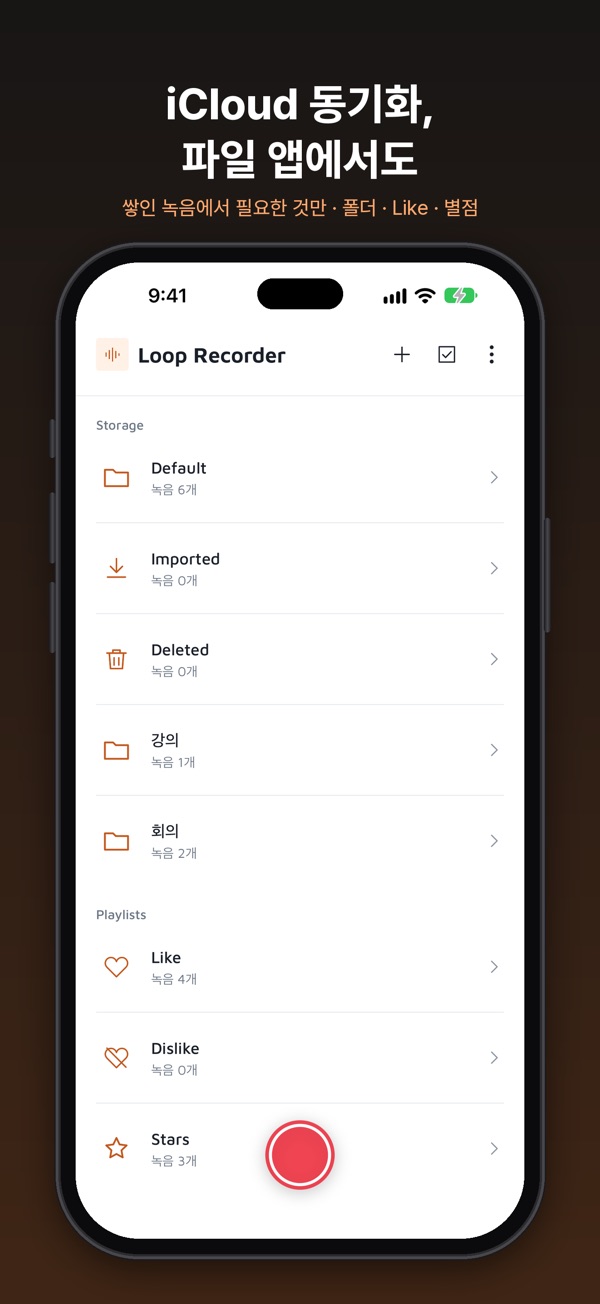 iCloud 동기화,
파일 앱에서도
쌓인 녹음에서 필요한 것만 · 폴더 · Like · 별점
9:41
Loop Recorder
Storage
Default
녹음 6개
Imported
녹음 0개
Deleted
녹음 0개
강의
녹음 1개
회의
녹음 2개
Playlists
Like
녹음 4개
Dislike
녹음 0개
Stars
녹음 3개